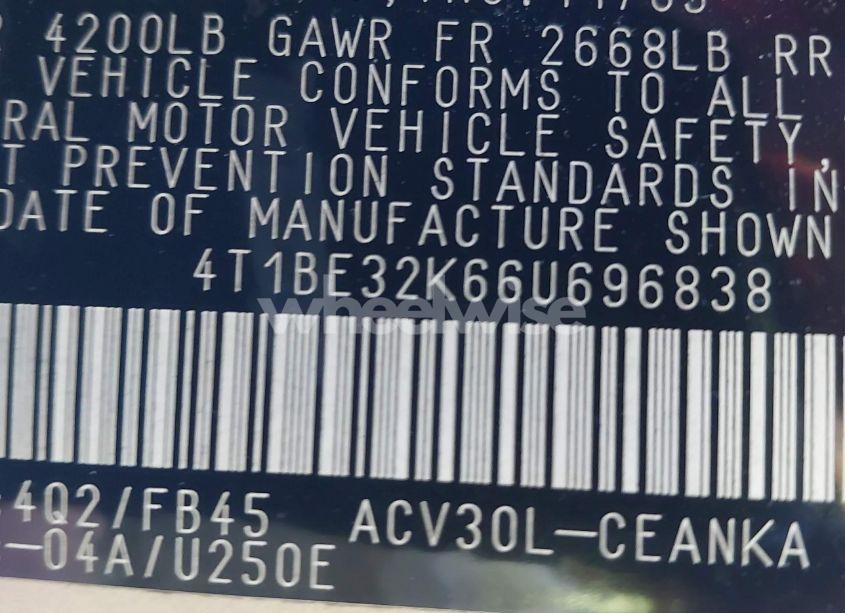 4200LB GAWR FR 2668LB RR
VEHICLE CONFORMS TO ALL
RAL MOTOR VEHICLE SAFETY,
T PREVENTION STANDARDS IN
DATE OF MANUFACTURE SHOWN
4T1BE32K66U696838
wheelwise
4Q2/FB45 ACV30L-CEANKA
-04A/U250E